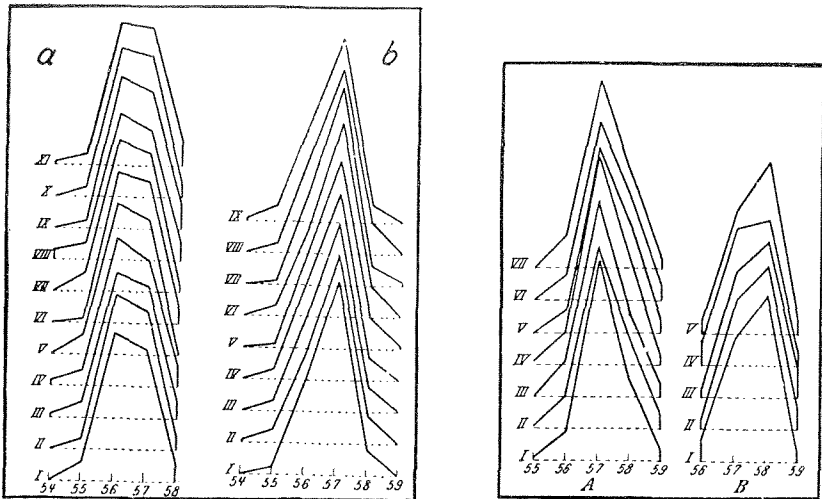 a
b
XI
X
IX
VIII
VII
VI
V
IV
III
II
I
54 55 56 57 58
IX
VIII
VII
VI
V
IV
III
II
I
54 55 56 57 58 59
VII
VI
V
IV
III
II
I
55 56 57 58 59
A
V
IV
III
II
I
56 57 58 59
B